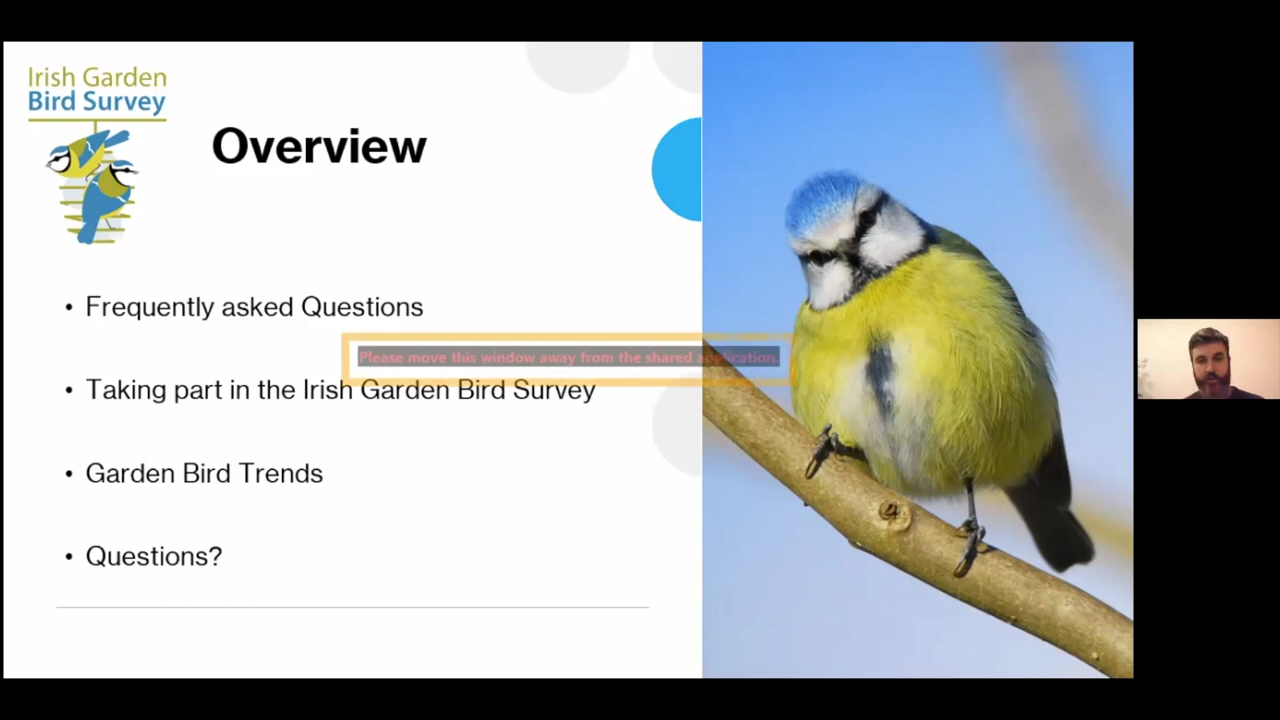 Irish Garden
Bird Survey
Overview
• Frequently asked Questions
Please move this window away from the shared application.
• Taking part in the Irish Garden Bird Survey
• Garden Bird Trends
• Questions?